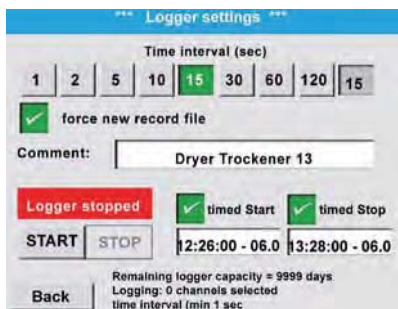 *** Logger settings ***
Time interval (sec)
1 2 5 10 15 30 60 120 15
force new record file
Comment: Dryer Trockener 13
Logger stopped timed Start timed Stop
START STOP 12:26:00 - 06.0 13:28:00 - 06.0
Remaining logger capacity = 9999 days
Logging: 0 channels selected
Back time interval (min 1 sec